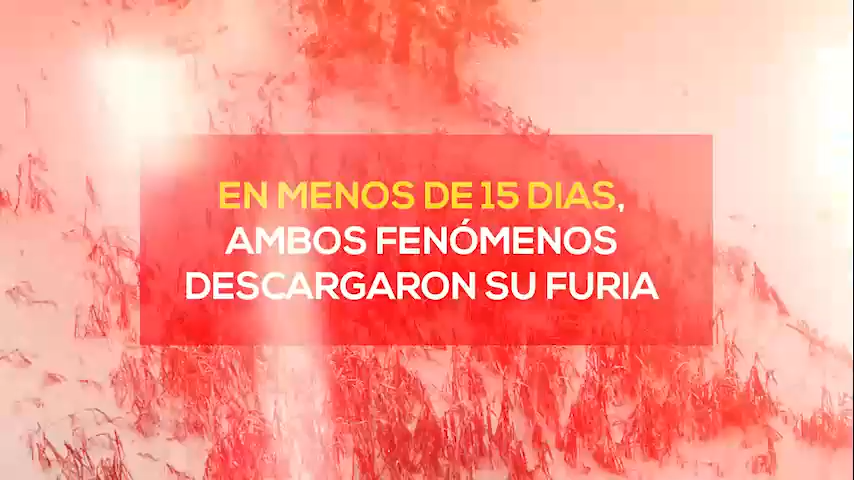 EN MENOS DE 15 DIAS,
AMBOS FENÓMENOS
DESCARGARON SU FURIA